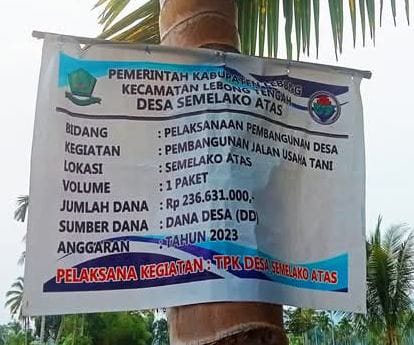 PEMERINTAH KABUPATEN LEBONG
KECAMATAN LEBONG TENGAH
DESA SEMELAKO ATAS
BIDANG : PELAKSANAAN PEMBANGUNAN DESA
KEGIATAN : PEMBANGUNAN JALAN USAHA TANI
LOKASI : SEMELAKO ATAS
VOLUME : 1 PAKET
JUMLAH DANA : Rp 236.631.000,-
SUMBER DANA : DANA DESA (DD)
ANGGARAN : TAHUN 2023
PELAKSANA KEGIATAN : TPK DESA SEMELAKO ATAS